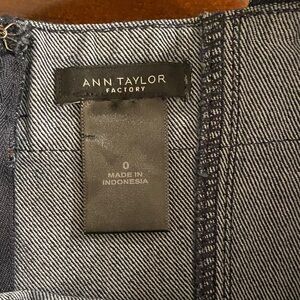 ANN TAYLOR
FACTORY
0
MADE IN
INDONESIA